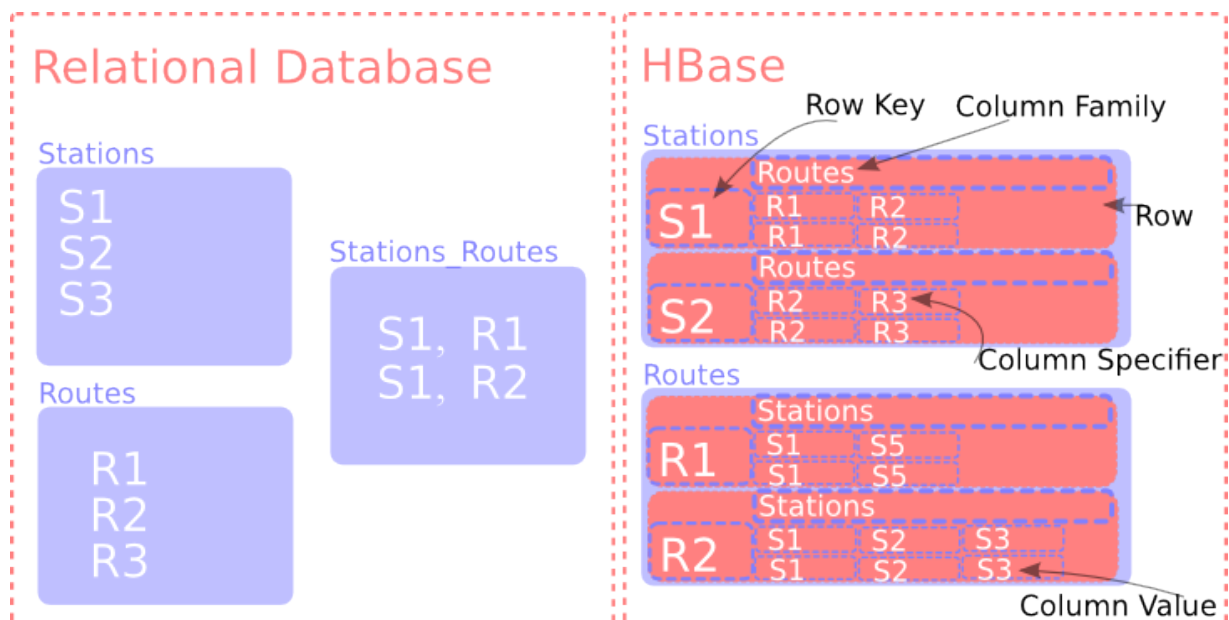 Relational Database
Stations
S1
S2
S3
Stations_Routes
S1, R1
S1, R2
Routes
R1
R2
R3
HBase
Row Key
Column Family
Stations
Routes
S1
R1 R2
R1 R2
Row
Routes
S2
R2 R3
R2 R3
Column Specifier
Routes
Stations
R1
S1 S5
S1 S5
Stations
R2
S1 S2 S3
S1 S2 S3
Column Value